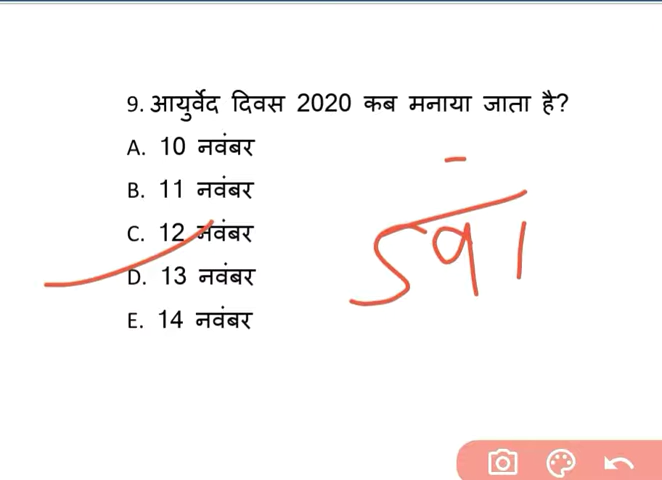 9. आयुर्वेद दिवस 2020 कब मनाया जाता है?
A. 10 नवंबर
B. 11 नवंबर
C. 12 नवंबर
D. 13 नवंबर
E. 14 नवंबर